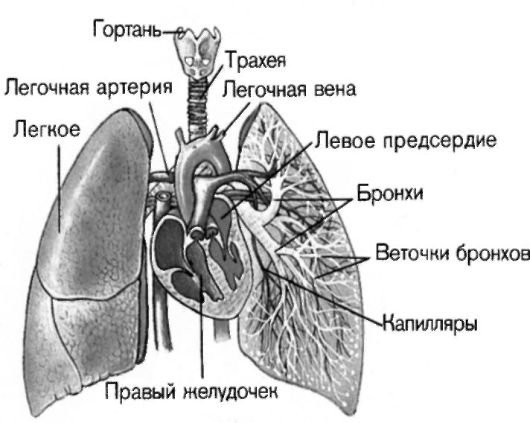 Гортань
Трахея
Легочная артерия
Легочная вена
Легкое
Левое предсердие
Бронхи
Веточки бронхов
Капилляры
Правый желудочек